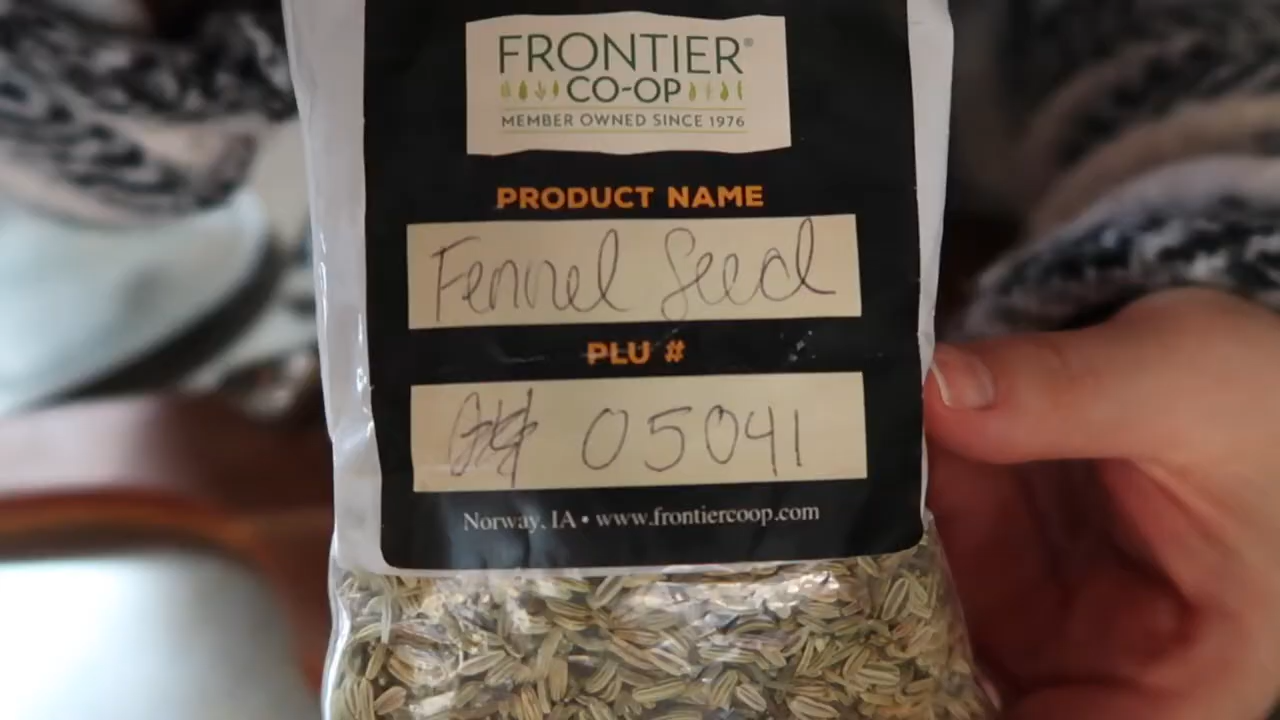 FRONTIER®
CO-OP
MEMBER OWNED SINCE 1976
PRODUCT NAME
Fennel Seed
PLU #
05041
Norway, IA • www.frontiercoop.com